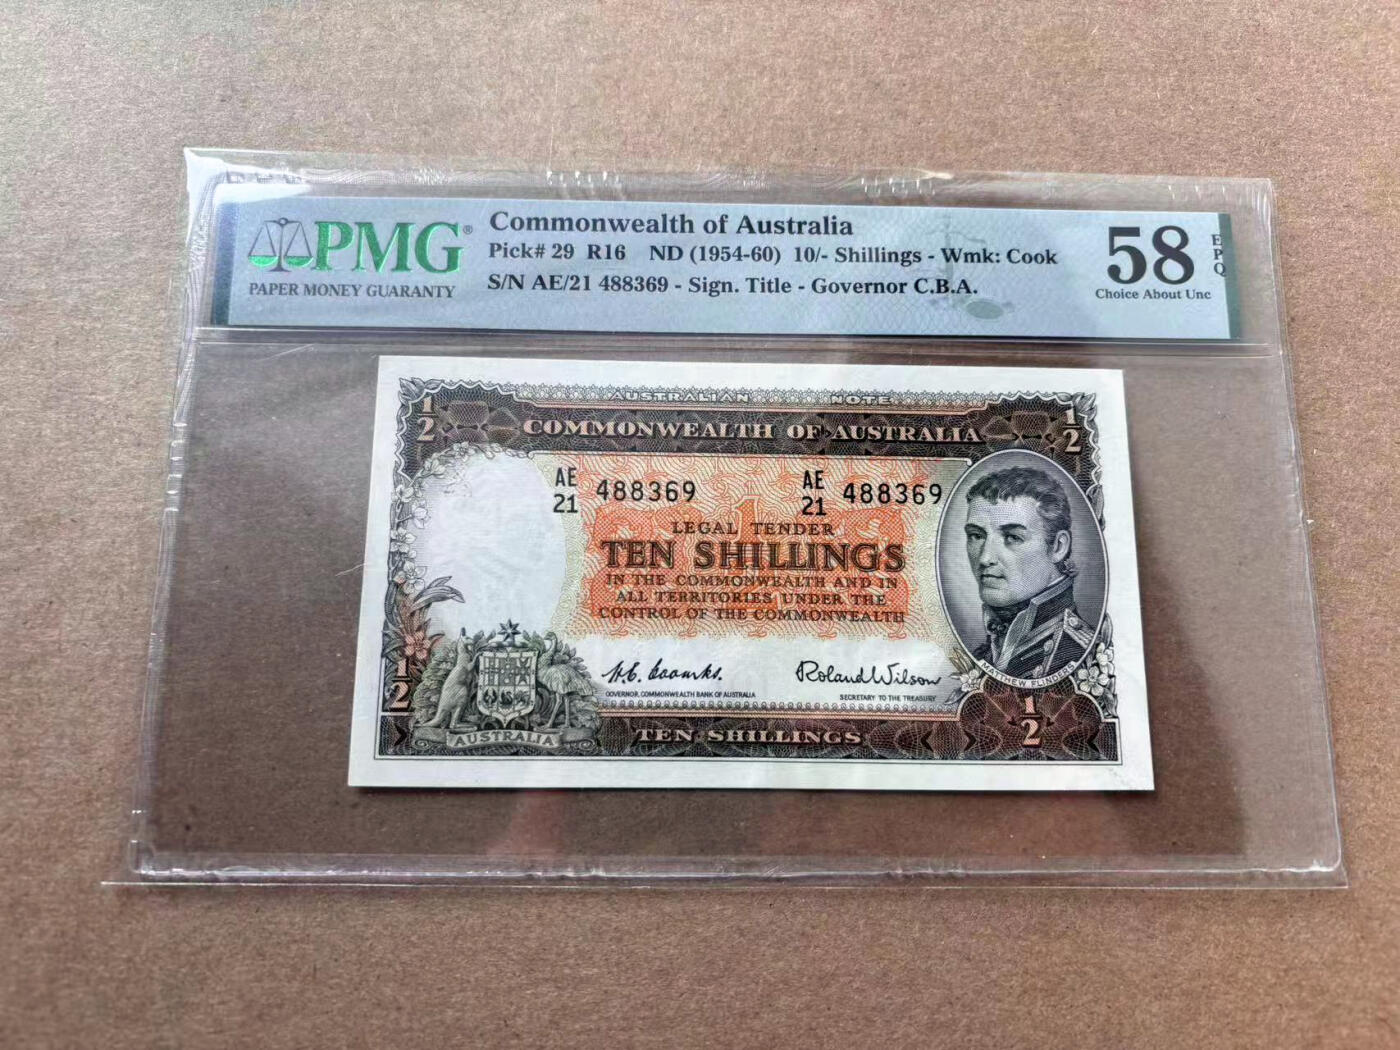 PMG®
PAPER MONEY GUARANTY
Commonwealth of Australia
Pick# 29 R16 ND (1954-60) 10/- Shillings - Wmk: Cook
S/N AE/21 488369 - Sign. Title - Governor C.B.A.
58 EPQ
Choice About Unc
AUSTRALIAN NOTE
1/2 1/2
COMMONWEALTH OF AUSTRALIA
AE 21 488369 AE 21 488369
LEGAL TENDER
TEN SHILLINGS
IN THE COMMONWEALTH AND IN
ALL TERRITORIES UNDER THE
CONTROL OF THE COMMONWEALTH
H.C. Coombs. Roland Wilson
GOVERNOR, COMMONWEALTH BANK OF AUSTRALIA SECRETARY TO THE TREASURY
MATTHEW FLINDERS
1/2 1/2
AUSTRALIA TEN SHILLINGS